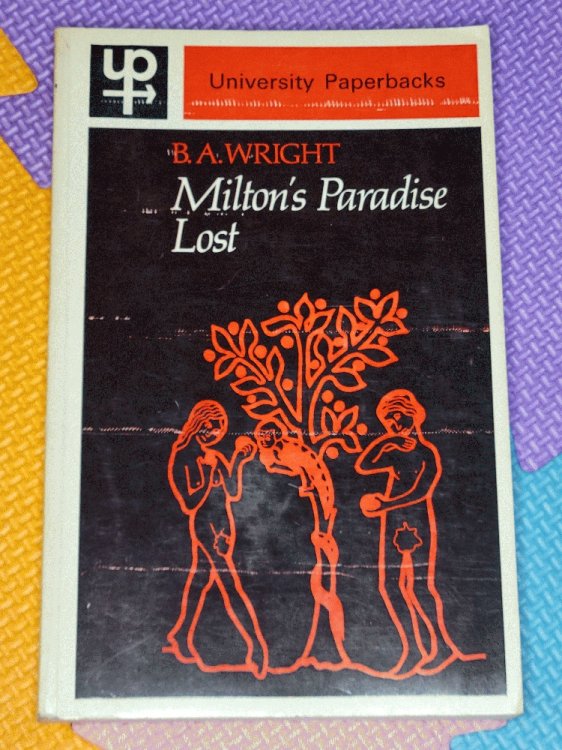 up
University Paperbacks
B. A. WRIGHT
Milton's Paradise
Lost